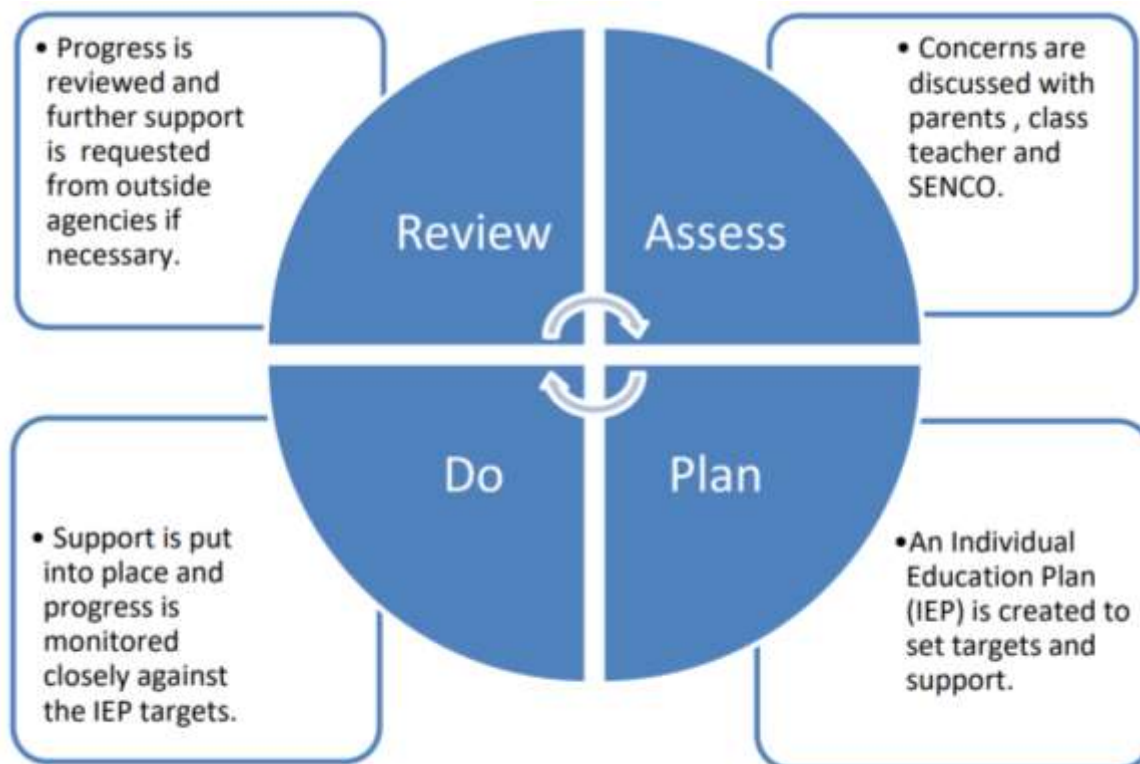 • Progress is
reviewed and
further support
is  requested
from outside
agencies if
necessary.
• Concerns are
discussed with
parents , class
teacher and
SENCO.
Review
Assess
Do
Plan
• Support is put
into place and
progress is
monitored
closely against
the IEP targets.
•An Individual
Education Plan
(IEP) is created to
set targets and
support.